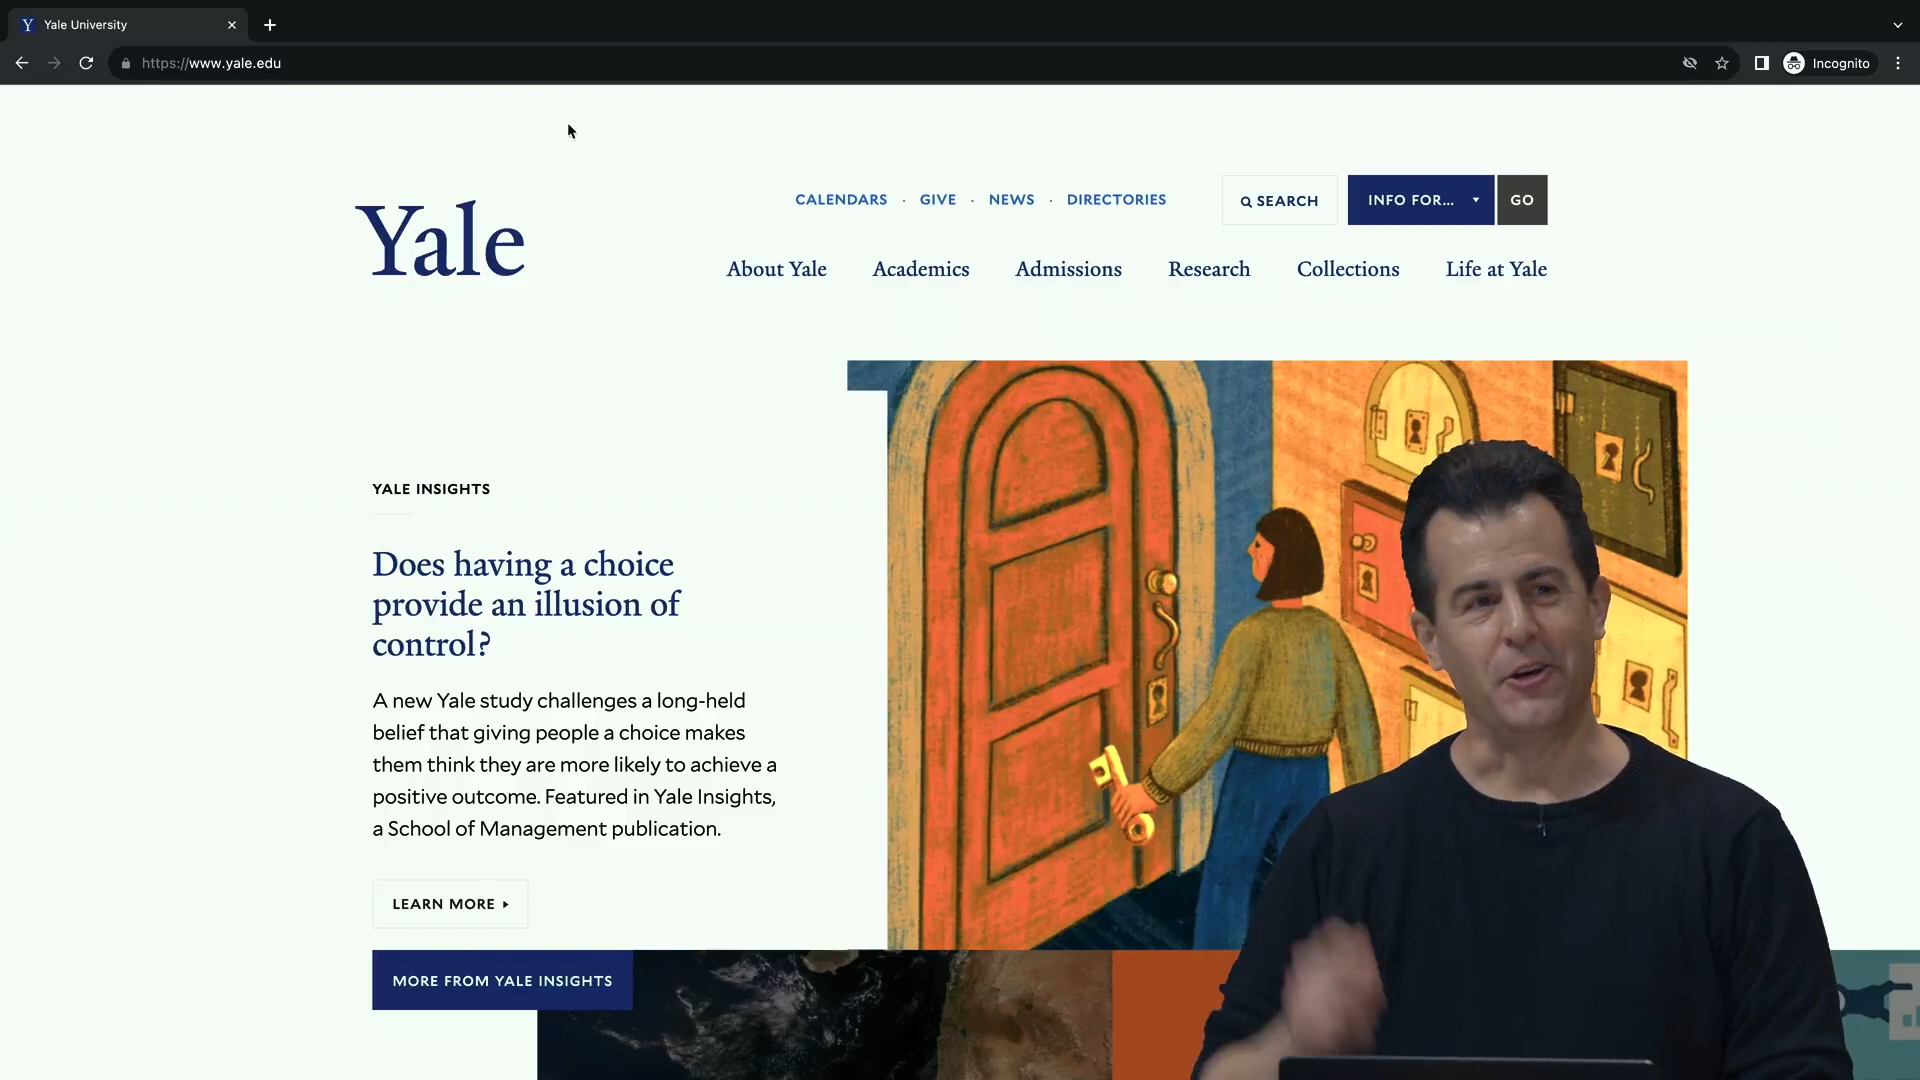 Yale University
https://www.yale.edu
Incognito
CALENDARS · GIVE · NEWS · DIRECTORIES
SEARCH
INFO FOR...
GO
Yale
About Yale
Academics
Admissions
Research
Collections
Life at Yale
YALE INSIGHTS
Does having a choice
provide an illusion of
control?
A new Yale study challenges a long-held
belief that giving people a choice makes
them think they are more likely to achieve a
positive outcome. Featured in Yale Insights,
a School of Management publication.
LEARN MORE
MORE FROM YALE INSIGHTS